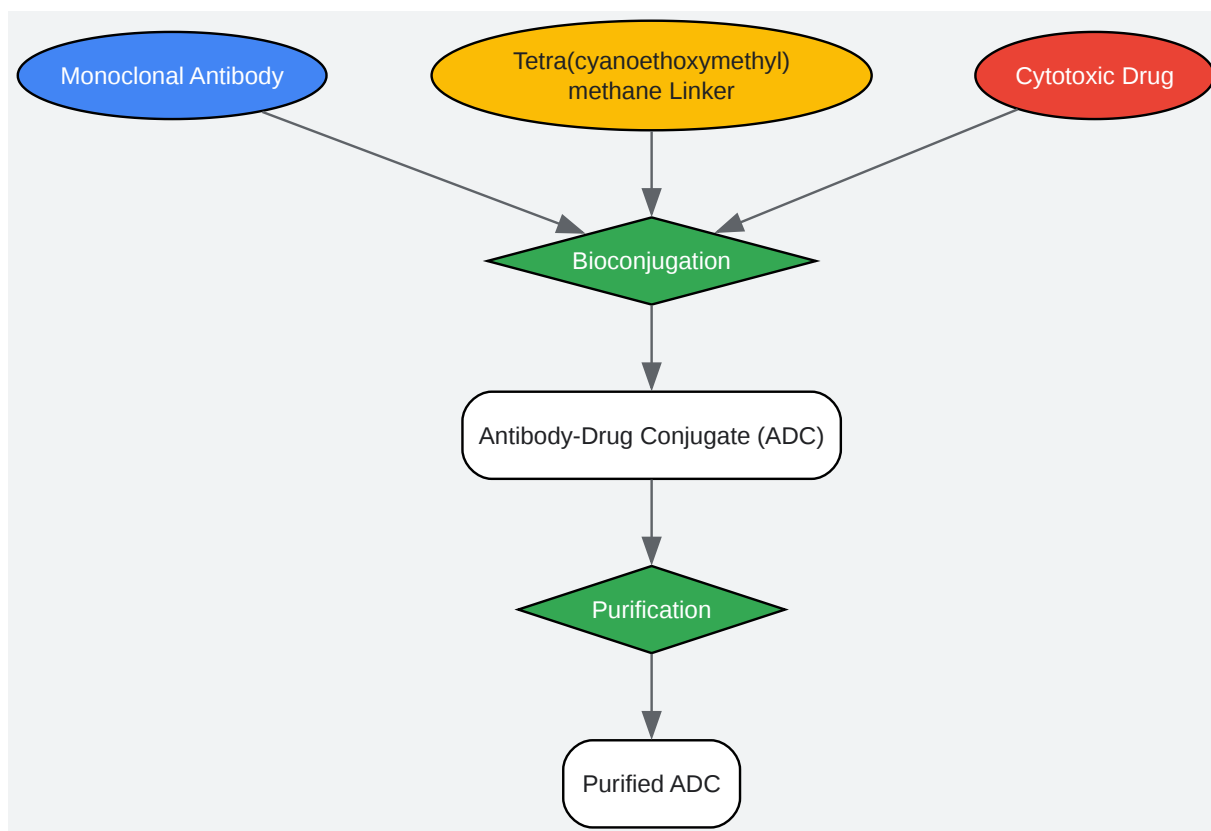 Monoclonal Antibody
Tetra(cyanoethoxymethyl)
methane Linker
Cytotoxic Drug
Bioconjugation
Antibody-Drug Conjugate (ADC)
Purification
Purified ADC